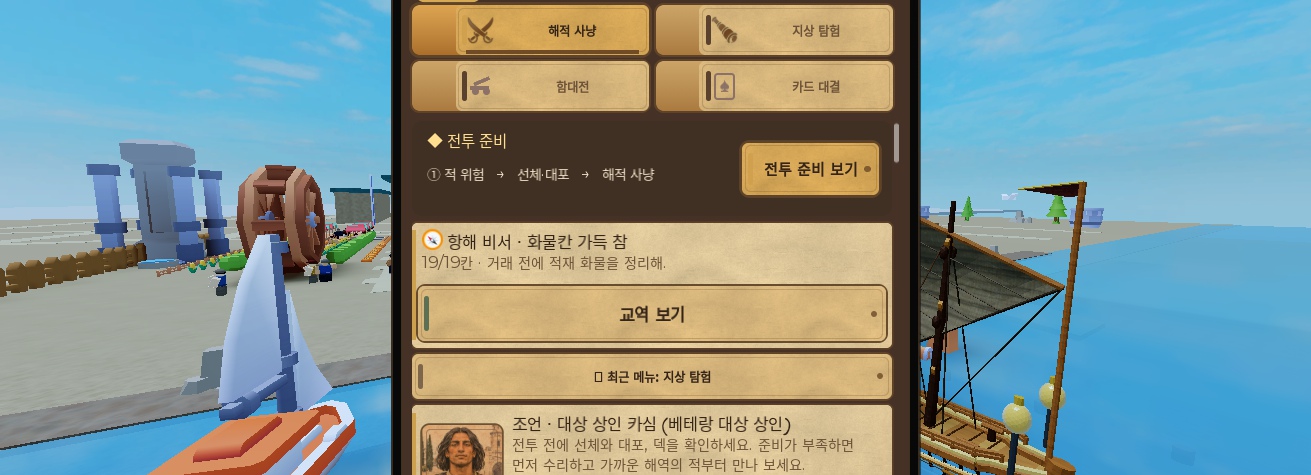 해적 사냥
지상 탐험
함대전
카드 대결
◆ 전투 준비
① 적 위험 → 선체·대포 → 해적 사냥
전투 준비 보기
항해 비서 · 화물칸 가득 참
19/19칸 · 거래 전에 적재 화물을 정리해.
교역 보기
최근 메뉴: 지상 탐험
조언 · 대상 상인 카심 (베테랑 대상 상인)
전투 전에 선체와 대포, 덱을 확인하세요. 준비가 부족하면
먼저 수리하고 가까운 해역의 적부터 만나 보세요.